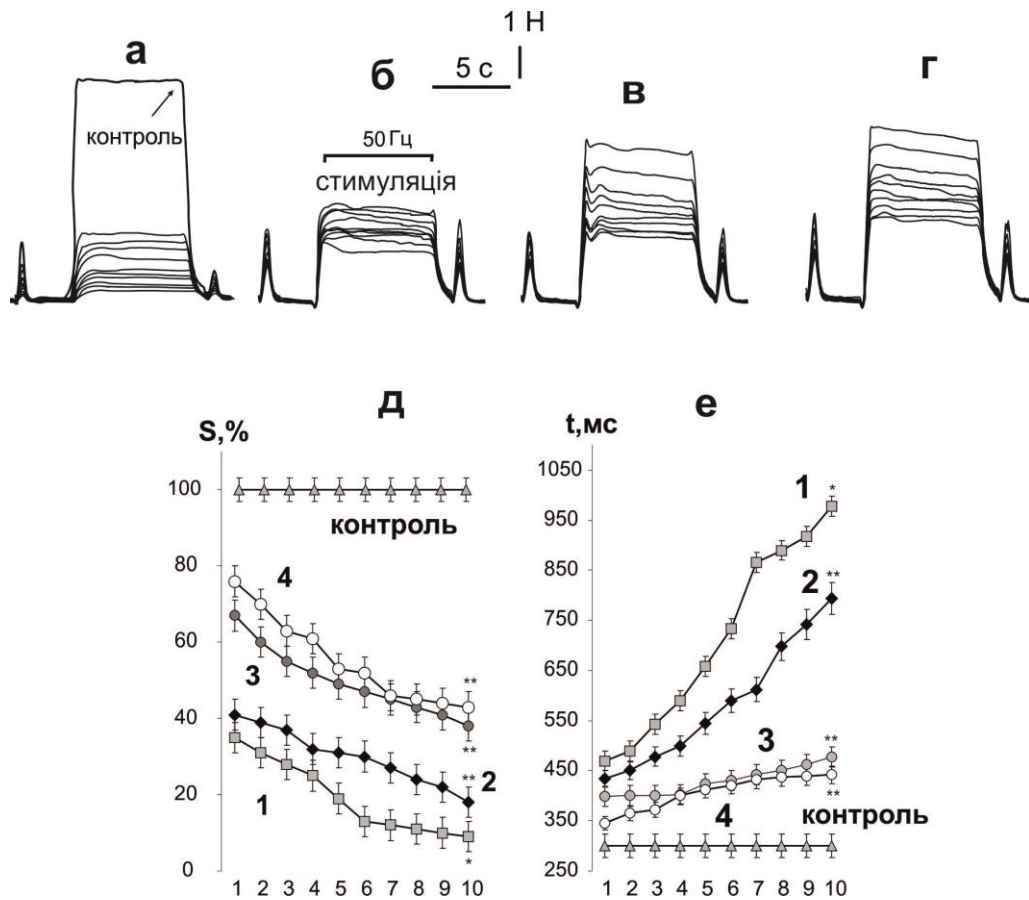 1 Н
а
5 с
б
в
г
контроль
50 Гц
стимуляція
д
е
S,%
t,мс
100
80
60
40
20
0
контроль
4
3
2
1
**
**
**
*
1 2 3 4 5 6 7 8 9 10
1050
950
850
750
650
550
450
350
250
1
*
2
**
3
**
**
4
контроль
1 2 3 4 5 6 7 8 9 10